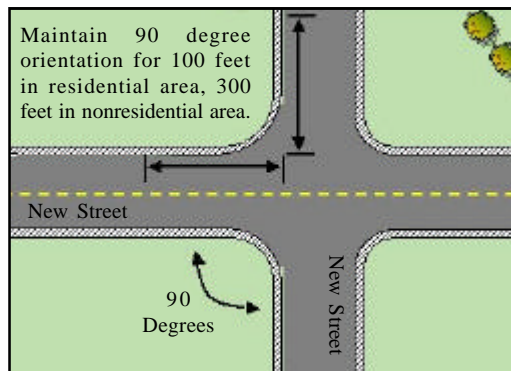 Maintain 90 degree
orientation for 100 feet
in residential area, 300
feet in nonresidential area.
New Street
90
Degrees
New Street